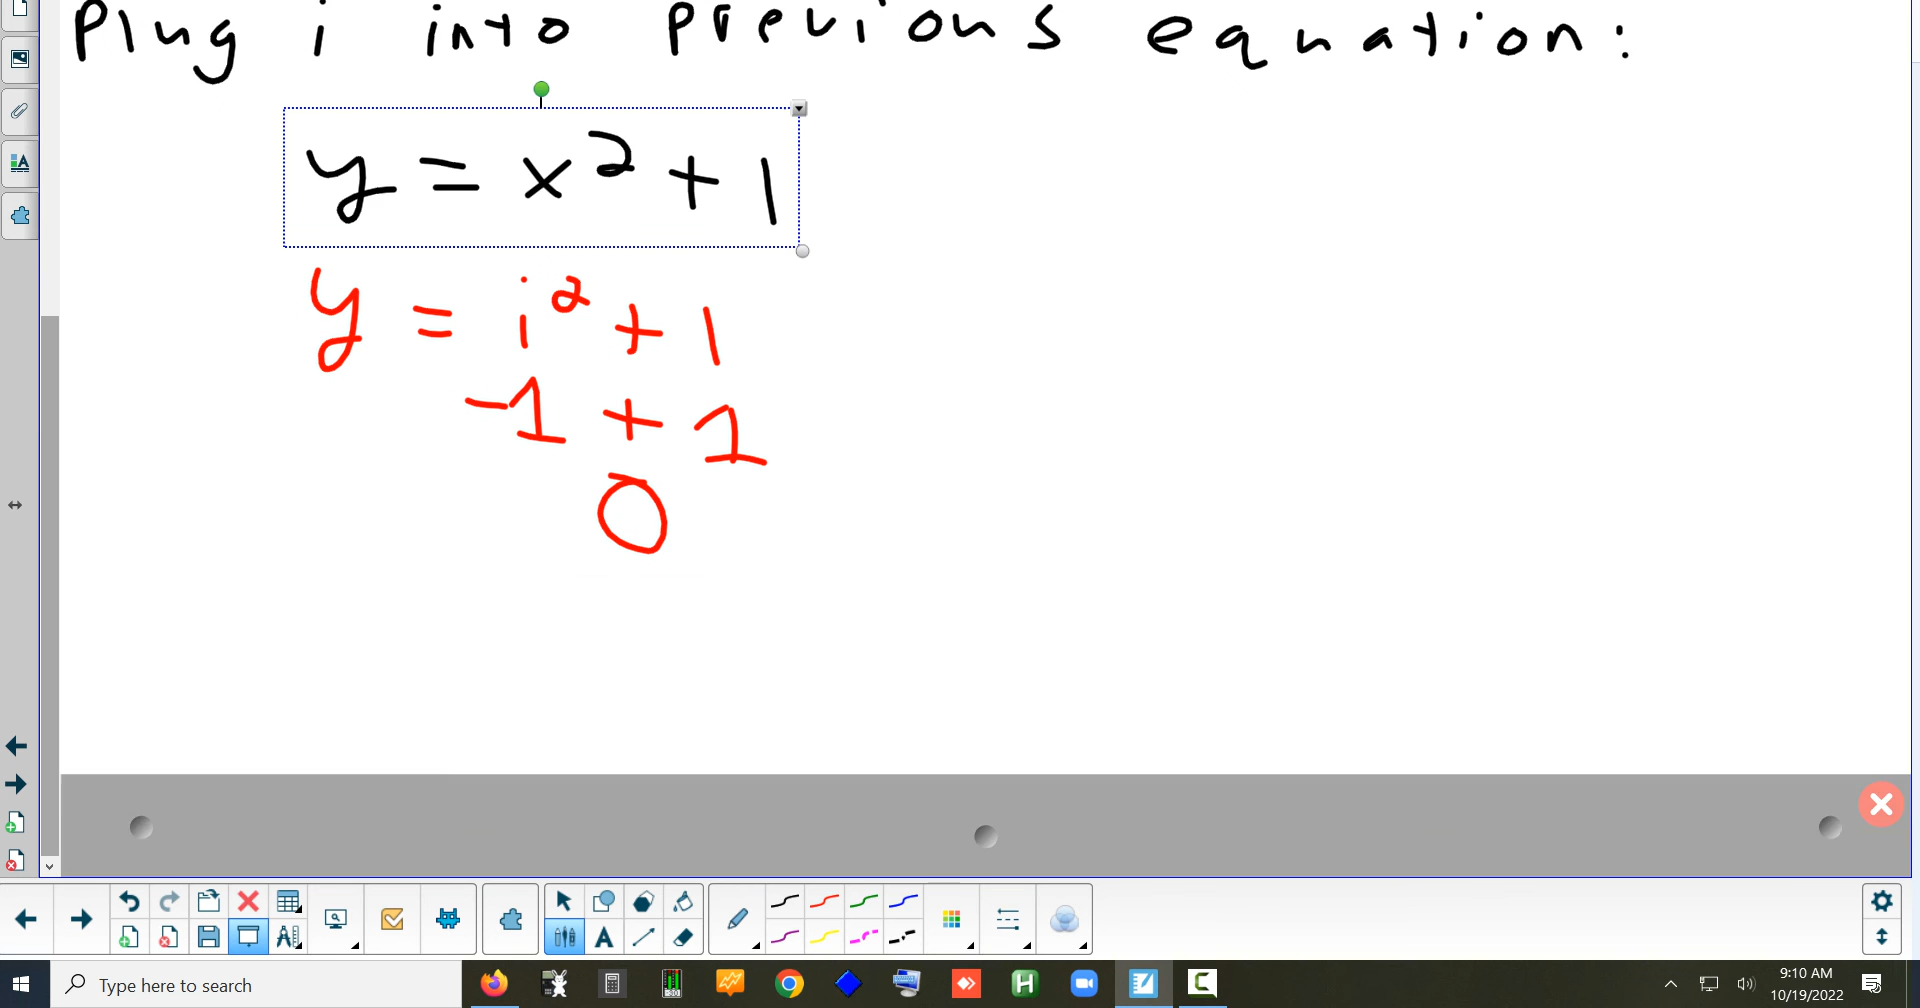 Plug i into previous equation:
y = x² + 1
y = i² + 1
-1 + 1
0
Type here to search
9:10 AM
10/19/2022